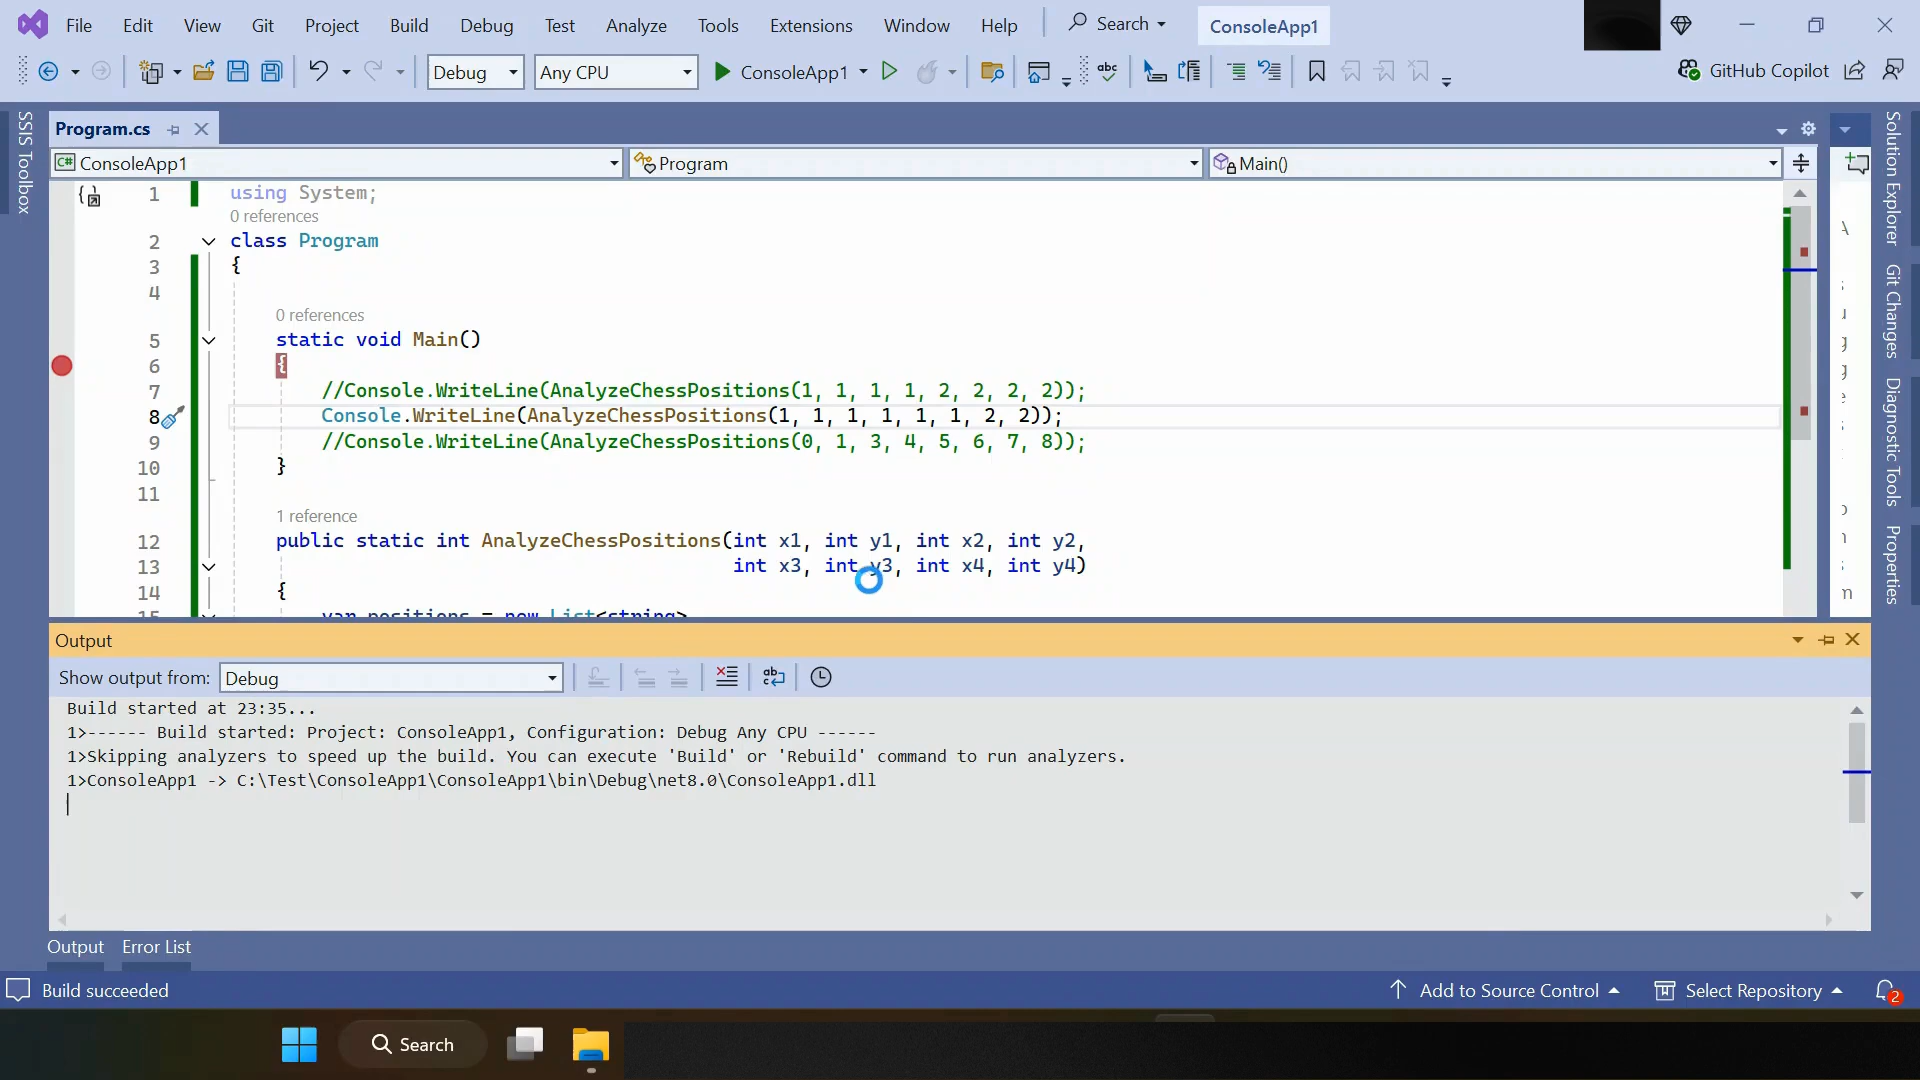 File Edit View Git Project Build Debug Test Analyze Tools Extensions Window Help Search ConsoleApp1
Debug Any CPU ConsoleApp1 GitHub Copilot
SSIS Toolbox
Program.cs
ConsoleApp1 Program Main()
1 using System;
0 references
2 class Program
3 {
4
0 references
5 static void Main()
6 {
7 //Console.WriteLine(AnalyzeChessPositions(1, 1, 1, 1, 2, 2, 2, 2));
8 Console.WriteLine(AnalyzeChessPositions(1, 1, 1, 1, 1, 1, 2, 2));
9 //Console.WriteLine(AnalyzeChessPositions(0, 1, 3, 4, 5, 6, 7, 8));
10 }
11
1 reference
12 public static int AnalyzeChessPositions(int x1, int y1, int x2, int y2,
13 int x3, int y3, int x4, int y4)
14 {
15 var positions = new List<string>
Solution Explorer
Git Changes
Diagnostic Tools
Properties
Output
Show output from: Debug
Build started at 23:35...
1>------ Build started: Project: ConsoleApp1, Configuration: Debug Any CPU ------
1>Skipping analyzers to speed up the build. You can execute 'Build' or 'Rebuild' command to run analyzers.
1>ConsoleApp1 -> C:\Test\ConsoleApp1\ConsoleApp1\bin\Debug\net8.0\ConsoleApp1.dll
Output Error List
Build succeeded Add to Source Control Select Repository 2
Search